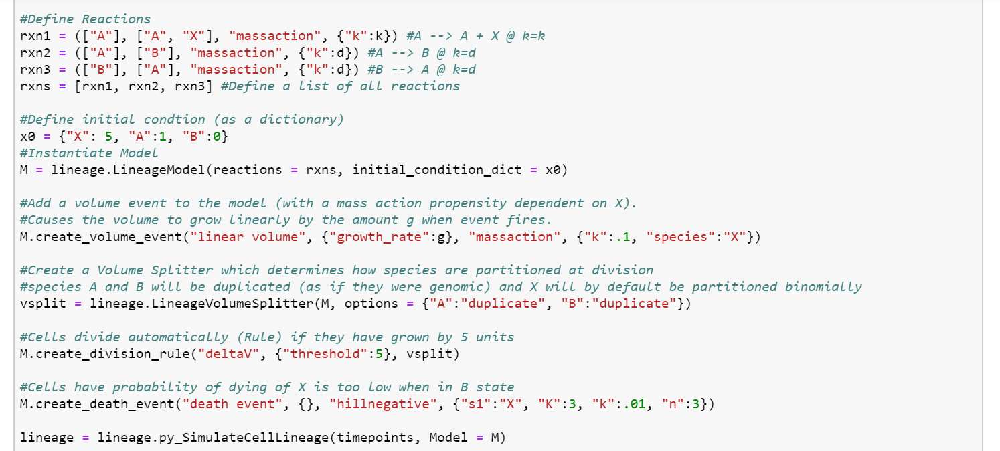 #Define Reactions
rxn1 = (["A"], ["A", "X"], "massaction", {"k":k}) #A --> A + X @ k=k
rxn2 = (["A"], ["B"], "massaction", {"k":d}) #A --> B @ k=d
rxn3 = (["B"], ["A"], "massaction", {"k":d}) #B --> A @ k=d
rxns = [rxn1, rxn2, rxn3] #Define a list of all reactions
#Define initial condtion (as a dictionary)
x0 = {"X": 5, "A":1, "B":0}
#Instantiate Model
M = lineage.LineageModel(reactions = rxns, initial_condition_dict = x0)
#Add a volume event to the model (with a mass action propensity dependent on X).
#Causes the volume to grow linearly by the amount g when event fires.
M.create_volume_event("linear volume", {"growth_rate":g}, "massaction", {"k":.1, "species":"X"})
#Create a Volume Splitter which determines how species are partitioned at division
#species A and B will be duplicated (as if they were genomic) and X will by default be partitioned binomially
vsplit = lineage.LineageVolumeSplitter(M, options = {"A":"duplicate", "B":"duplicate"})
#Cells divide automatically (Rule) if they have grown by 5 units
M.create_division_rule("deltaV", {"threshold":5}, vsplit)
#Cells have probability of dying of X is too low when in B state
M.create_death_event("death event", {}, "hillnegative", {"s1":"X", "K":3, "k":.01, "n":3})
lineage = lineage.py_SimulateCellLineage(timepoints, Model = M)